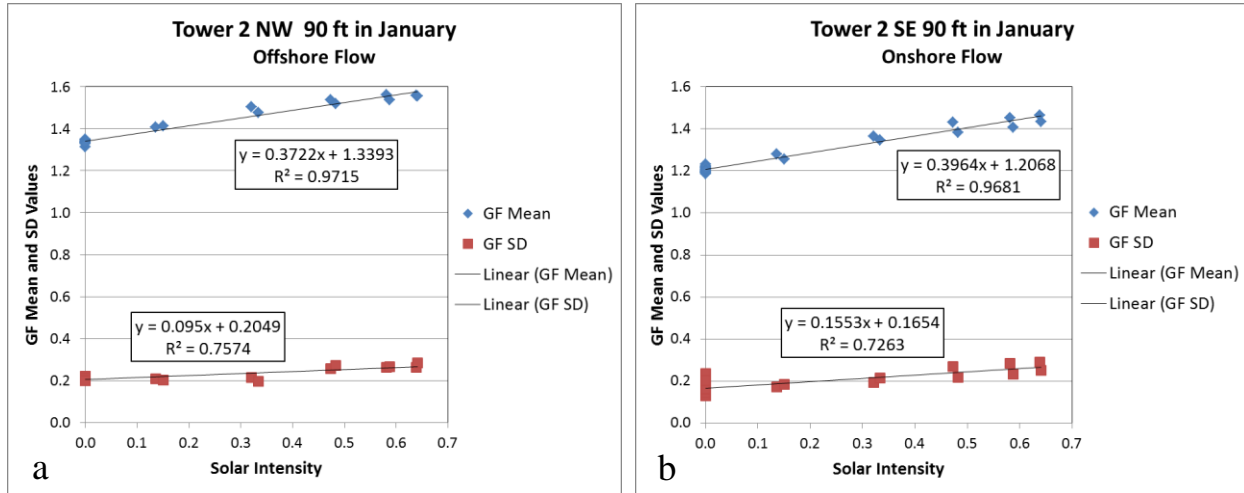 Tower 2 NW 90 ft in January
Offshore Flow
GF Mean and SD Values
1.6
1.4
1.2
1.0
0.8
0.6
0.4
0.2
0.0
y = 0.3722x + 1.3393
R² = 0.9715
y = 0.095x + 0.2049
R² = 0.7574
GF Mean
GF SD
Linear (GF Mean)
Linear (GF SD)
0.0 0.1 0.2 0.3 0.4 0.5 0.6 0.7
Solar Intensity
a
Tower 2 SE 90 ft in January
Onshore Flow
GF Mean and SD Values
1.6
1.4
1.2
1.0
0.8
0.6
0.4
0.2
0.0
y = 0.3964x + 1.2068
R² = 0.9681
y = 0.1553x + 0.1654
R² = 0.7263
GF Mean
GF SD
Linear (GF Mean)
Linear (GF SD)
0.0 0.1 0.2 0.3 0.4 0.5 0.6 0.7
Solar Intensity
b